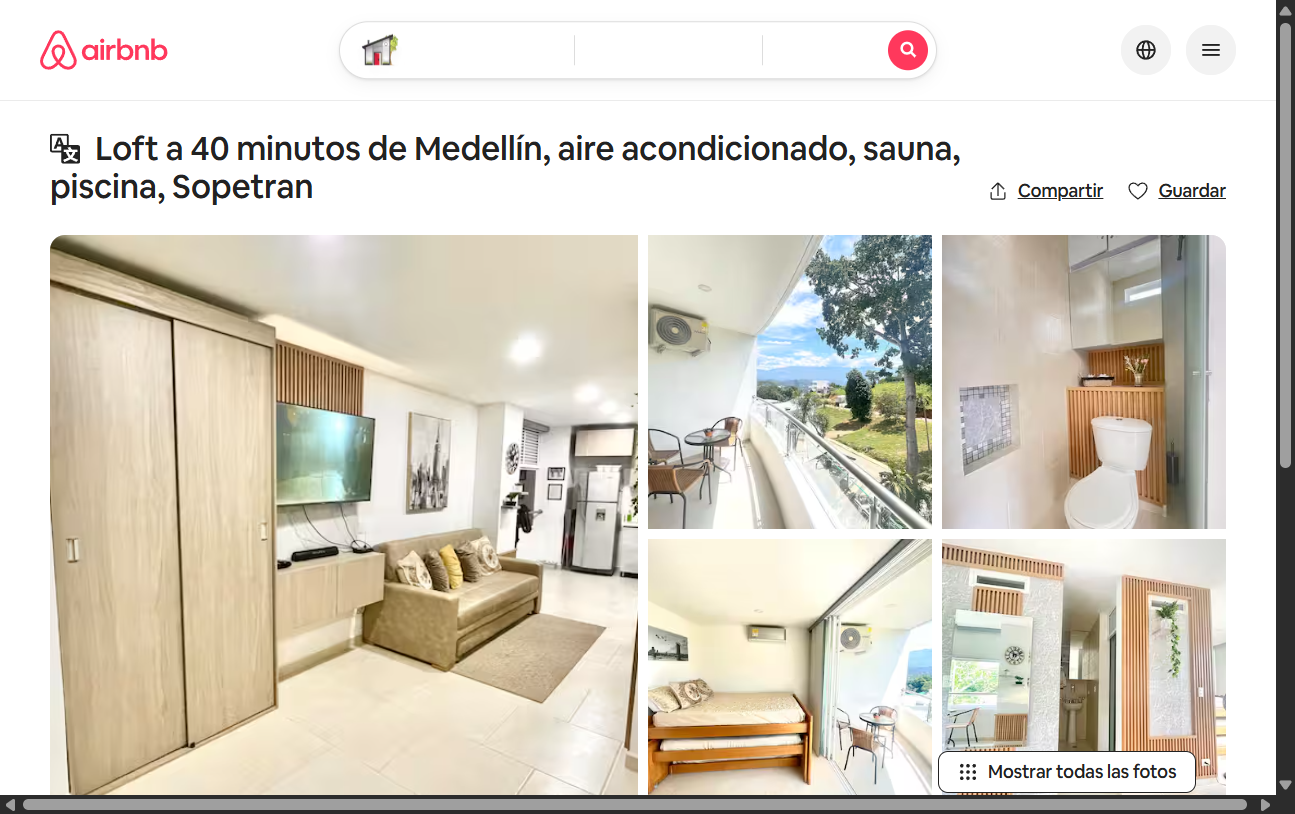 airbnb
Loft a 40 minutos de Medellín, aire acondicionado, sauna,
piscina, Sopetran
Compartir
Guardar
Mostrar todas las fotos